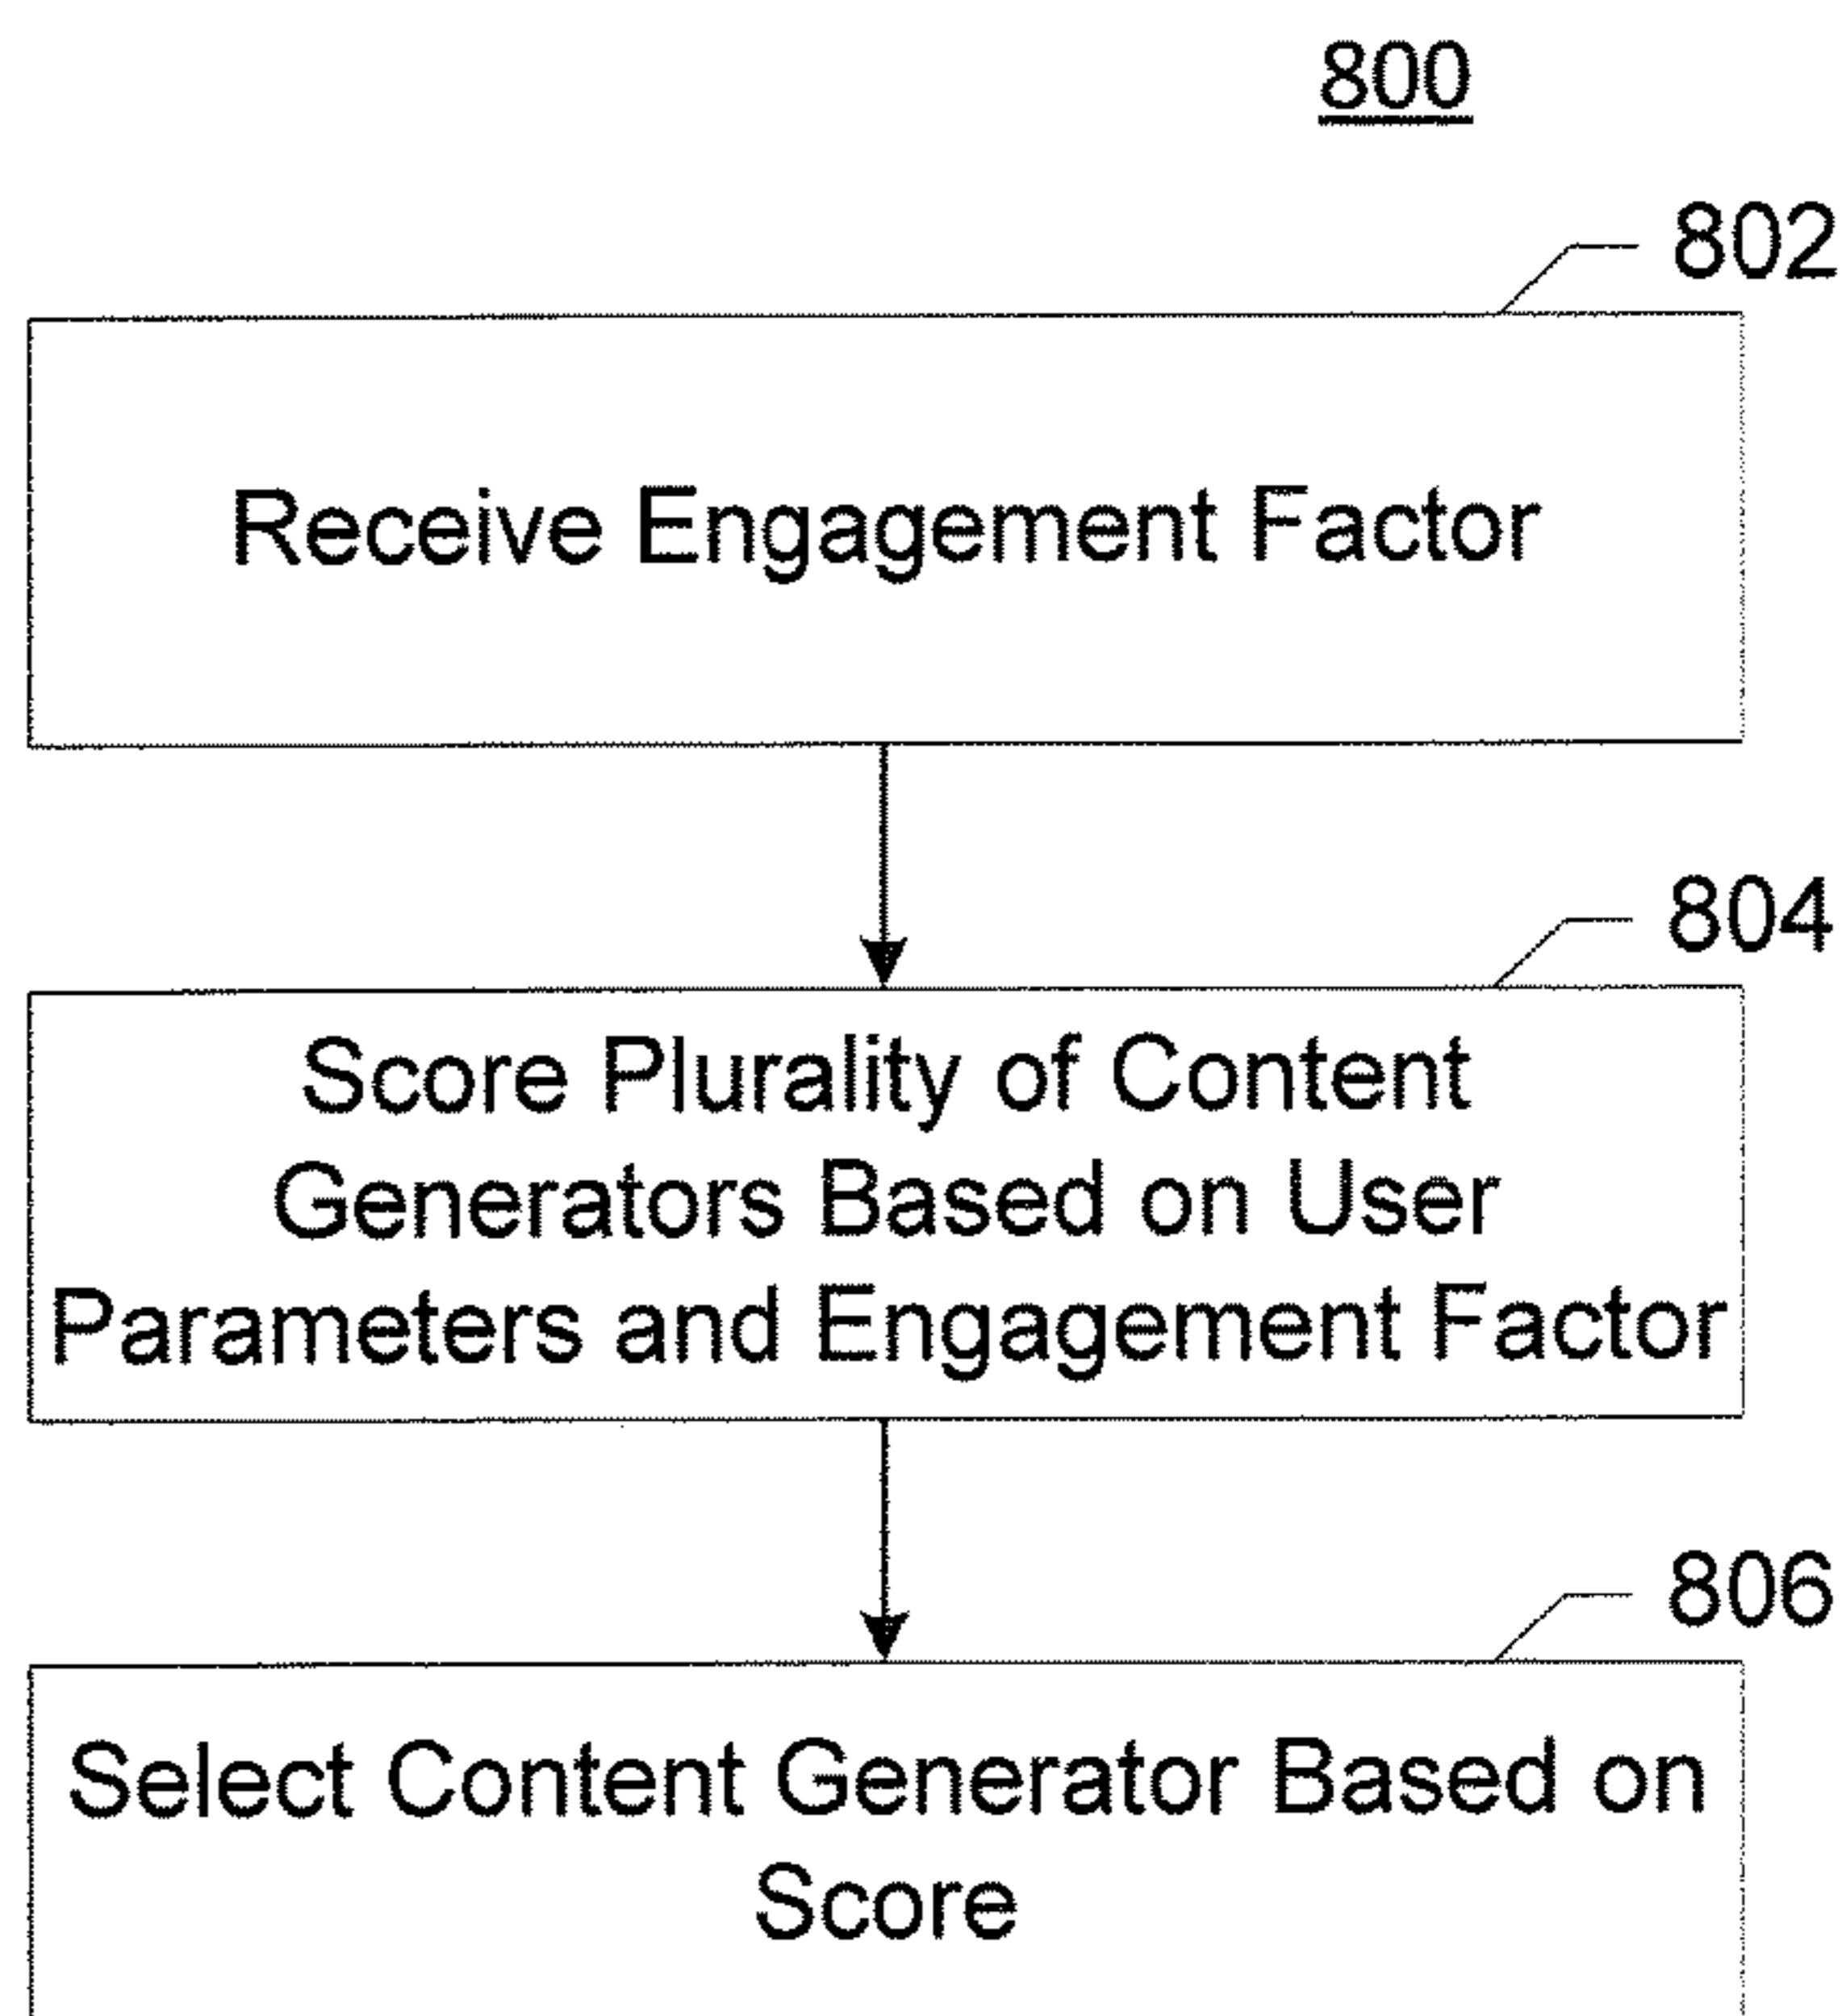 800
802
Receive Engagement Factor
804
Score Plurality of Content
Generators Based on User
Parameters and Engagement Factor
806
Select Content Generator Based on
Score